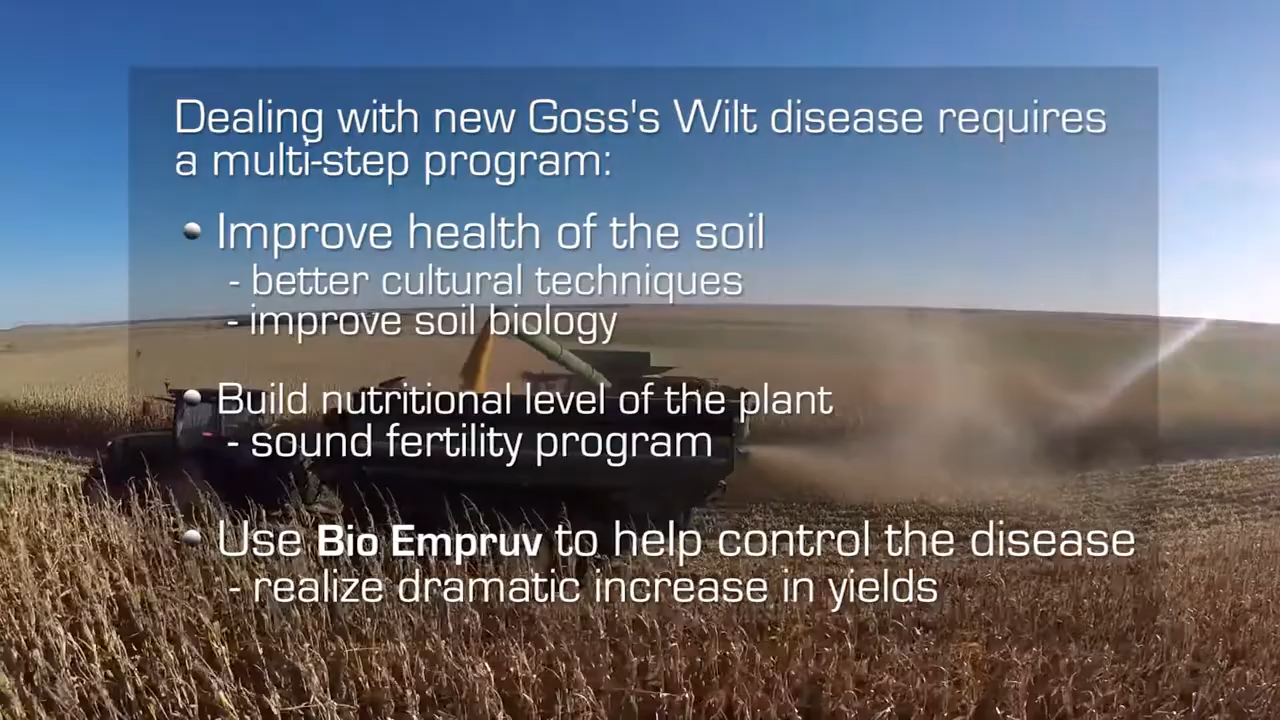 Dealing with new Goss's Wilt disease requires
a multi-step program:
• Improve health of the soil
- better cultural techniques
- improve soil biology
• Build nutritional level of the plant
- sound fertility program
• Use Bio Empruv to help control the disease
- realize dramatic increase in yields